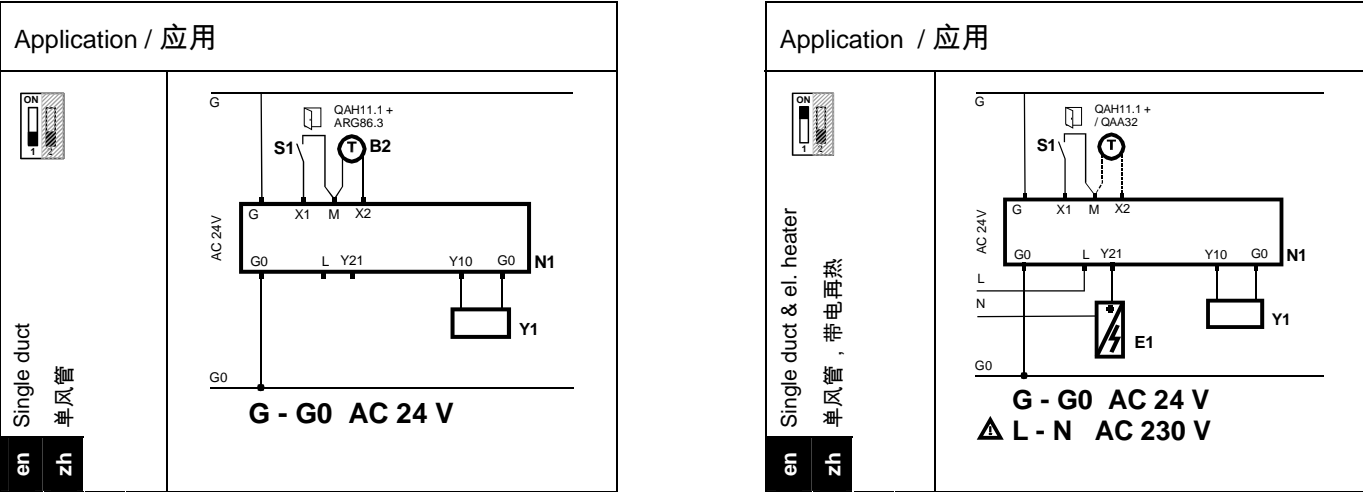 Application / 应用
ON
1 2
G
QAH11.1 +
ARG86.3
S1
T
B2
AC 24V
G X1 M X2
G0 L Y21 Y10 G0
N1
Y1
G0
G - G0 AC 24 V
Single duct
单风管
en
zh
Application / 应用
ON
1 2
G
QAH11.1 +
/ QAA32
S1
T
AC 24V
G X1 M X2
G0 L Y21 Y10 G0
N1
L
N
Y1
E1
G0
G - G0 AC 24 V
L - N AC 230 V
Single duct & el. heater
单风管，带电再热
en
zh